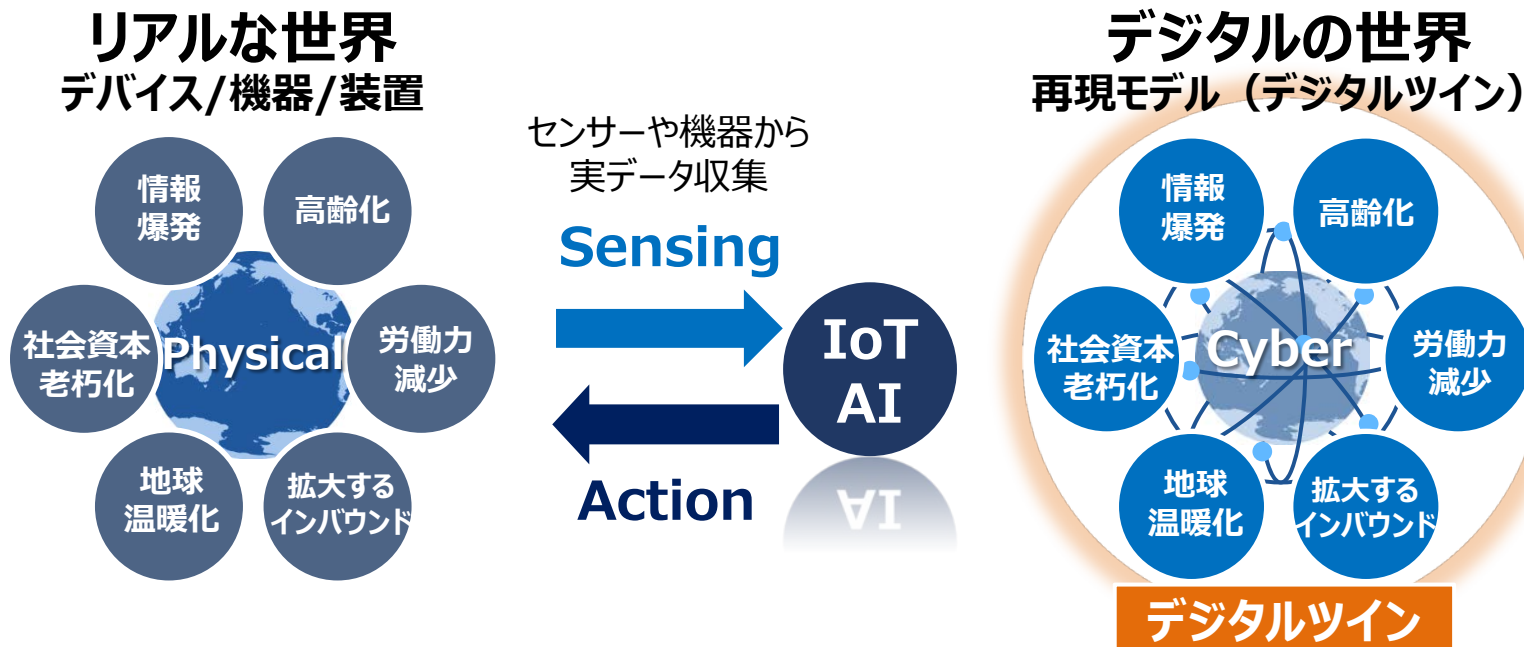 リアルな世界
デバイス/機器/装置
情報
爆発
高齢化
社会資本
老朽化
Physical
労働力
減少
地球
温暖化
拡大する
インバウンド
センサーや機器から
実データ収集
Sensing
IoT
AI
Action
AI
デジタルの世界
再現モデル（デジタルツイン）
情報
爆発
高齢化
社会資本
老朽化
Cyber
労働力
減少
地球
温暖化
拡大する
インバウンド
デジタルツイン